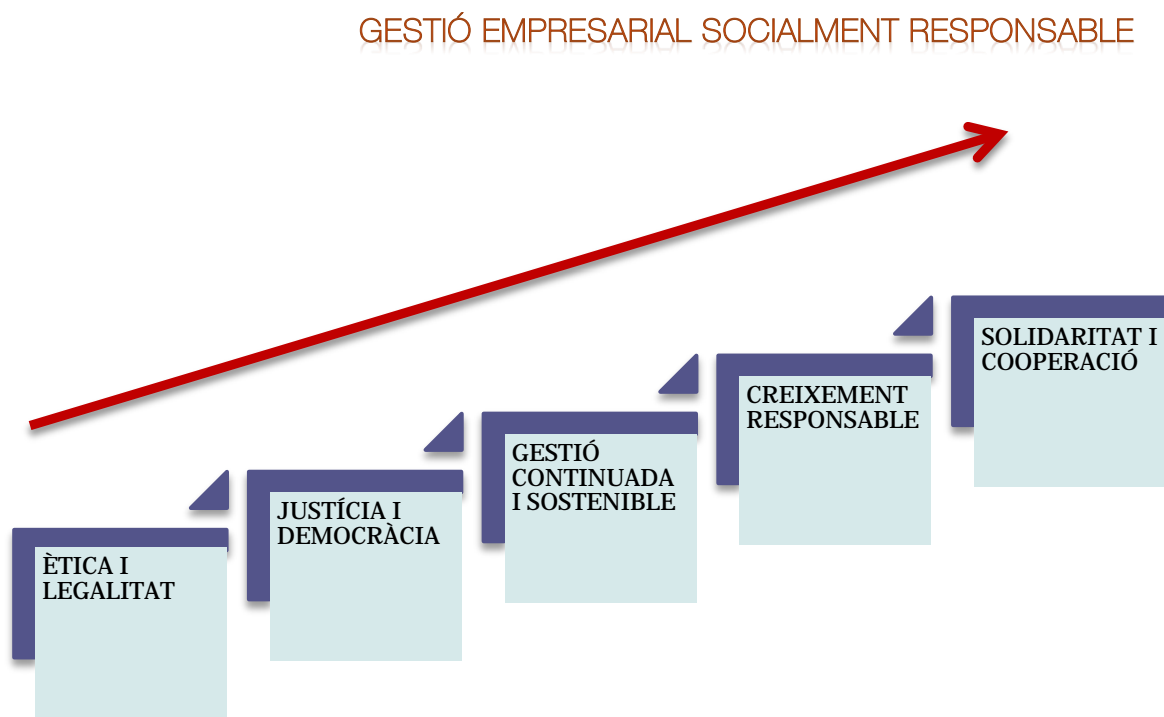 GESTIÓ EMPRESARIAL SOCIALMENT RESPONSABLE
ÈTICA I
LEGALITAT
JUSTÍCIA I
DEMOCRÀCIA
GESTIÓ
CONTINUADA
I SOSTENIBLE
CREIXEMENT
RESPONSABLE
SOLIDARITAT I
COOPERACIÓ